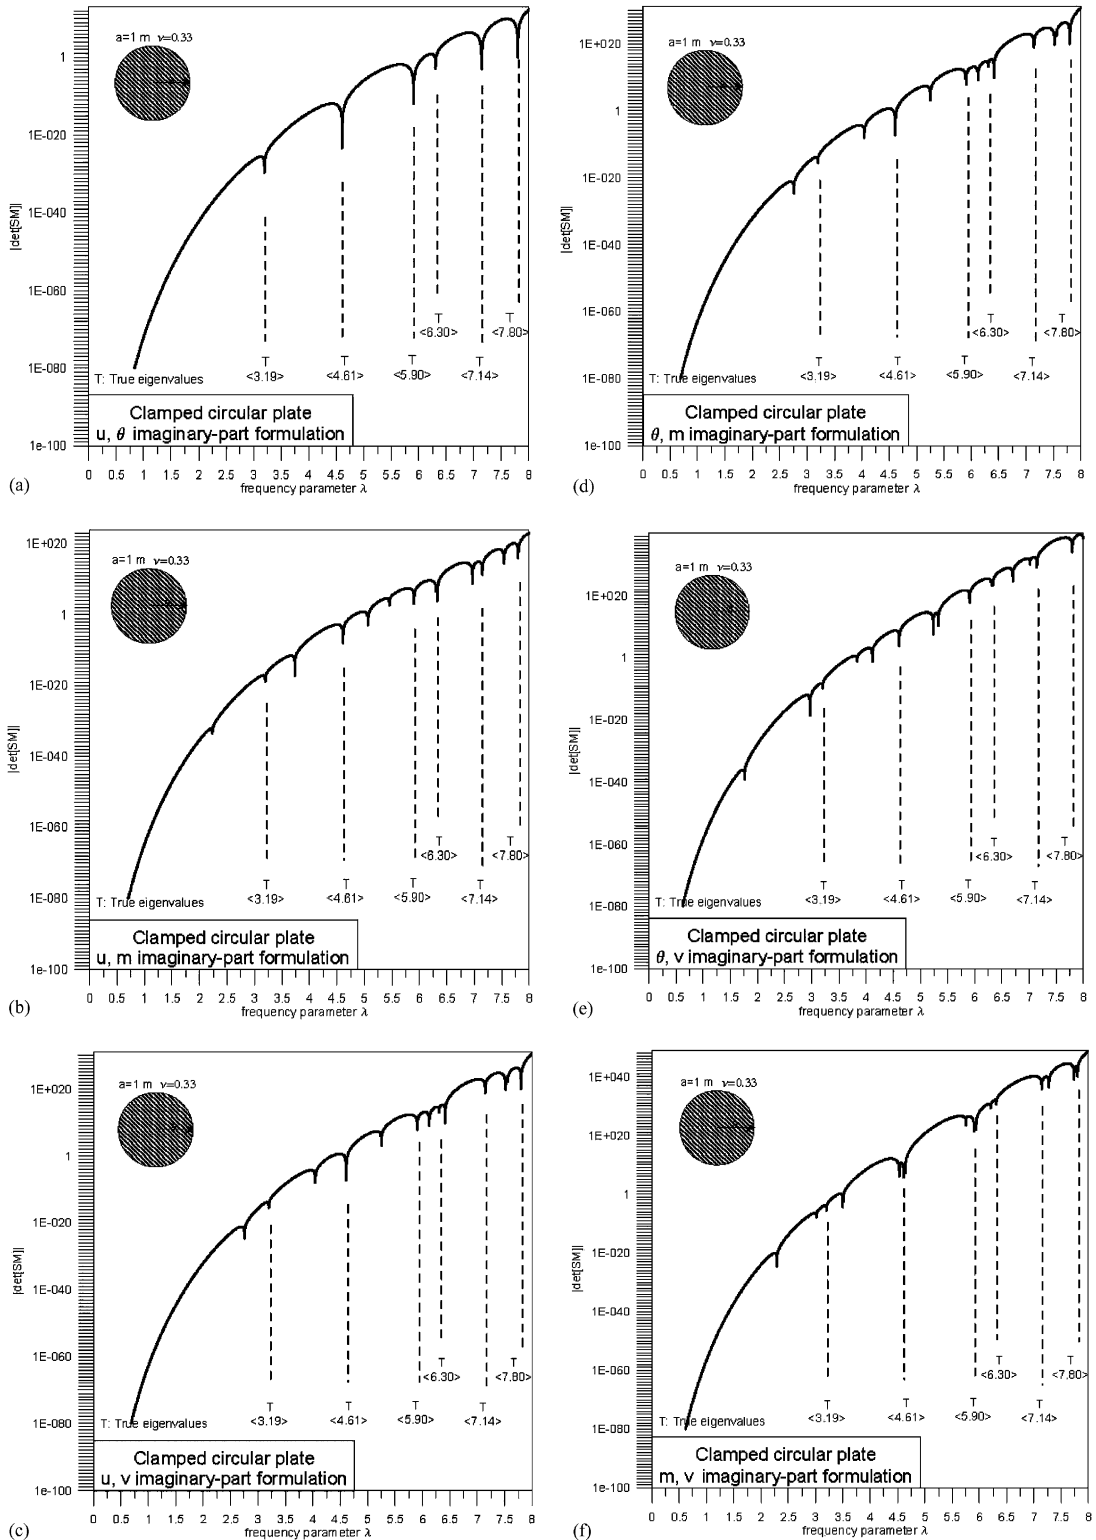 a=1 m ν=0.33
1
1E-020
1E-040
1E-060
1E-080
1e-100
|det[SM]|
T
<6.30>
T
<7.80>
T
<3.19>
T
<4.61>
T
<5.90>
T
<7.14>
T: True eigenvalues
Clamped circular plate
u, θ imaginary-part formulation
0 0.5 1 1.5 2 2.5 3 3.5 4 4.5 5 5.5 6 6.5 7 7.5 8
frequency parameter λ
(a)
a=1 m ν=0.33
1E+020
1
1E-020
1E-040
1E-060
1E-080
1e-100
|det[SM]|
T
<6.30>
T
<7.80>
T
<3.19>
T
<4.61>
T
<5.90>
T
<7.14>
T: True eigenvalues
Clamped circular plate
θ, m imaginary-part formulation
0 0.5 1 1.5 2 2.5 3 3.5 4 4.5 5 5.5 6 6.5 7 7.5 8
frequency parameter λ
(d)
a=1 m ν=0.33
1E+020
1
1E-020
1E-040
1E-060
1E-080
1e-100
|det[SM]|
T
<6.30>
T
<7.80>
T
<3.19>
T
<4.61>
T
<5.90>
T
<7.14>
T: True eigenvalues
Clamped circular plate
u, m imaginary-part formulation
0 0.5 1 1.5 2 2.5 3 3.5 4 4.5 5 5.5 6 6.5 7 7.5 8
frequency parameter λ
(b)
a=1 m ν=0.33
1E+020
1
1E-020
1E-040
1E-060
1E-080
1e-100
|det[SM]|
T
<6.30>
T
<7.80>
T
<3.19>
T
<4.61>
T
<5.90>
T
<7.14>
T: True eigenvalues
Clamped circular plate
θ, v imaginary-part formulation
0 0.5 1 1.5 2 2.5 3 3.5 4 4.5 5 5.5 6 6.5 7 7.5 8
frequency parameter λ
(e)
a=1 m ν=0.33
1E+020
1
1E-020
1E-040
1E-060
1E-080
1e-100
|det[SM]|
T
<6.30>
T
<7.80>
T
<3.19>
T
<4.61>
T
<5.90>
T
<7.14>
T: True eigenvalues
Clamped circular plate
u, v imaginary-part formulation
0 0.5 1 1.5 2 2.5 3 3.5 4 4.5 5 5.5 6 6.5 7 7.5 8
frequency parameter λ
(c)
a=1 m ν=0.33
1E+040
1E+020
1
1E-020
1E-040
1E-060
1E-080
1e-100
|det[SM]|
T
<6.30>
T
<7.80>
T
<3.19>
T
<4.61>
T
<5.90>
T
<7.14>
T: True eigenvalues
Clamped circular plate
m, v imaginary-part formulation
0 0.5 1 1.5 2 2.5 3 3.5 4 4.5 5 5.5 6 6.5 7 7.5 8
frequency parameter λ
(f)